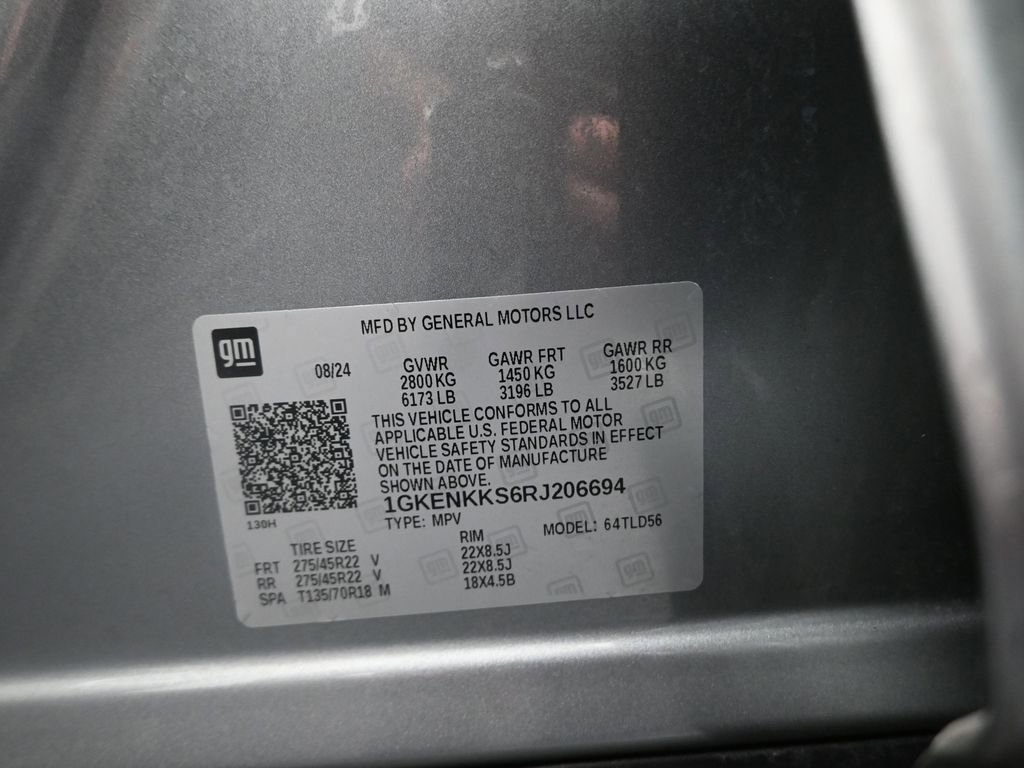 gm
MFD BY GENERAL MOTORS LLC
08/24
GVWR GAWR FRT GAWR RR
2800 KG 1450 KG 1600 KG
6173 LB 3196 LB 3527 LB
THIS VEHICLE CONFORMS TO ALL
APPLICABLE U.S. FEDERAL MOTOR
VEHICLE SAFETY STANDARDS IN EFFECT
ON THE DATE OF MANUFACTURE
SHOWN ABOVE.
1GKENKKS6RJ206694
130H
TYPE: MPV MODEL: 64TLD56
TIRE SIZE RIM
FRT 275/45R22 V 22X8.5J
RR 275/45R22 V 22X8.5J
SPA T135/70R18 M 18X4.5B